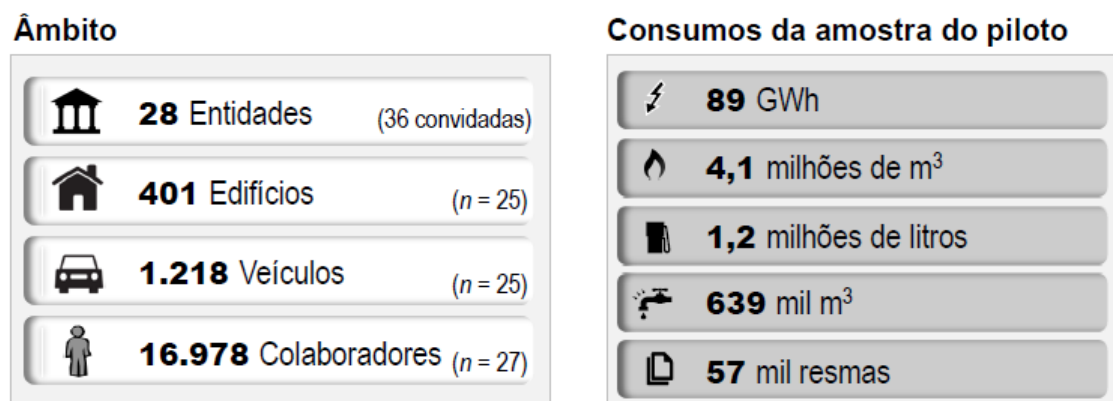 Âmbito
28 Entidades (36 convidadas)
401 Edifícios (n = 25)
1.218 Veículos (n = 25)
16.978 Colaboradores (n = 27)
Consumos da amostra do piloto
89 GWh
4,1 milhões de m³
1,2 milhões de litros
639 mil m³
57 mil resmas